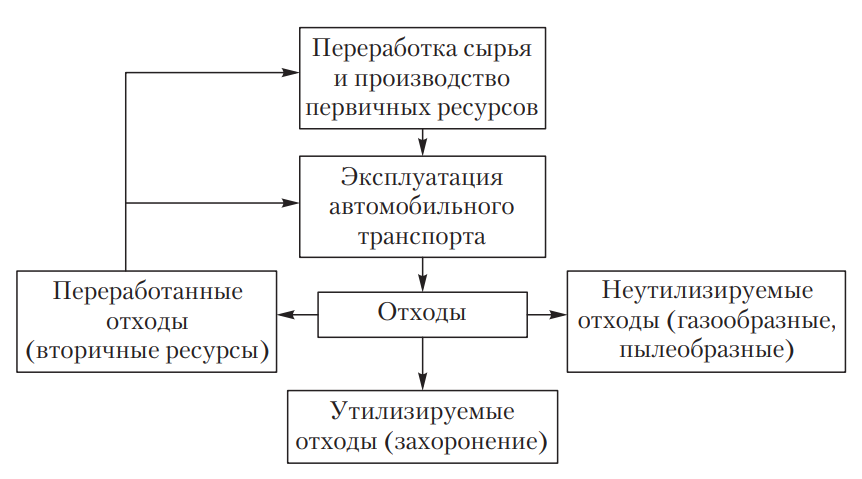 Переработка сырья
и производство
первичных ресурсов
Эксплуатация
автомобильного
транспорта
Переработанные
отходы
(вторичные ресурсы)
Отходы
Неутилизируемые
отходы (газообразные,
пылеобразные)
Утилизируемые
отходы (захоронение)